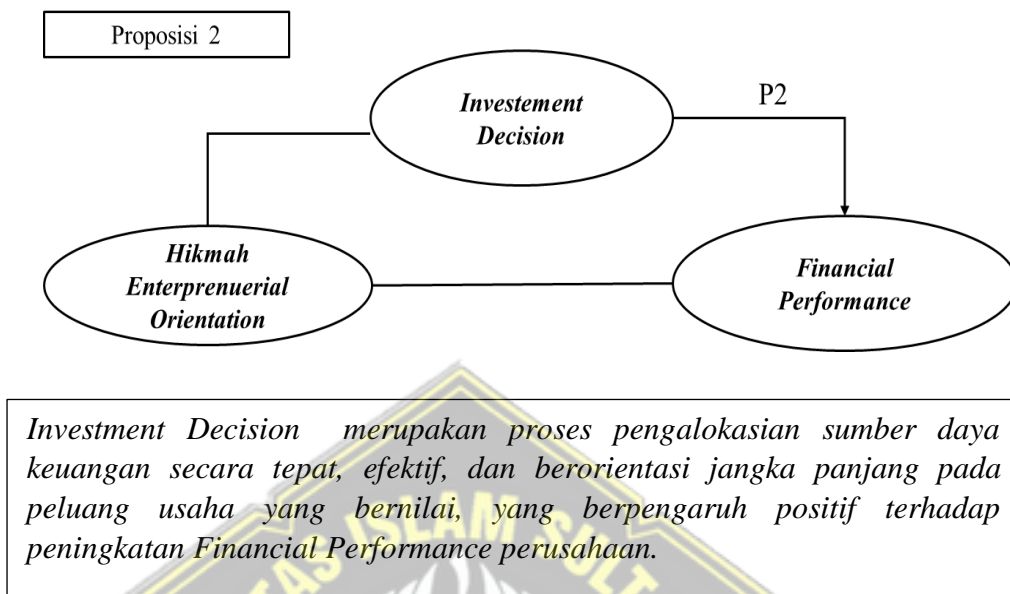 Proposisi 2
Investement
Decision
P2
Hikmah
Enterprenuerial
Orientation
Financial
Performance
Investment Decision merupakan proses pengalokasian sumber daya
keuangan secara tepat, efektif, dan berorientasi jangka panjang pada
peluang usaha yang bernilai, yang berpengaruh positif terhadap
peningkatan Financial Performance perusahaan.
ISLAM SULT